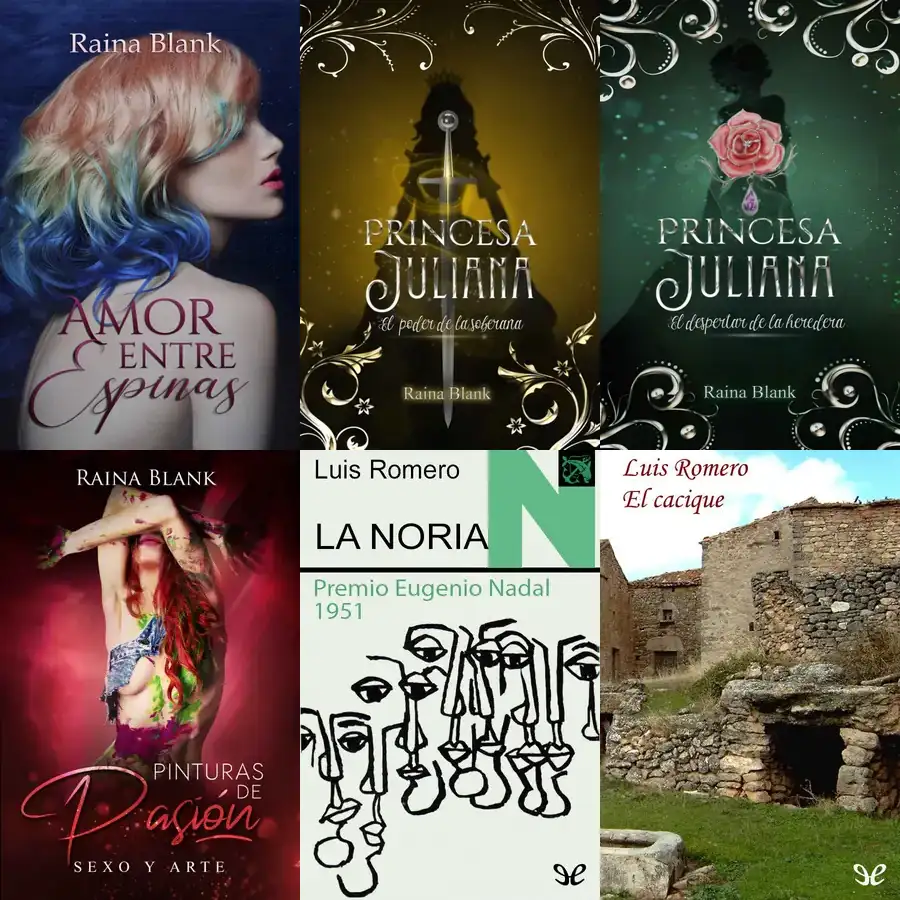 Raina Blank
AMOR
ENTRE
Espinas
PRINCESA
JULIANA
El poder de la soberana
Raina Blank
PRINCESA
JULIANA
El despertar de la heredera
Raina Blank
RAINA BLANK
PINTURAS
DE
Pasión
SEXO Y ARTE
Luis Romero
N
LA NORIA
Premio Eugenio Nadal
1951
Luis Romero
El cacique